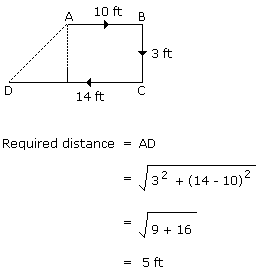 10 ft
A B
3 ft
D C
14 ft
Required distance = AD
= √3² + (14 - 10)²
= √9 + 16
= 5 ft